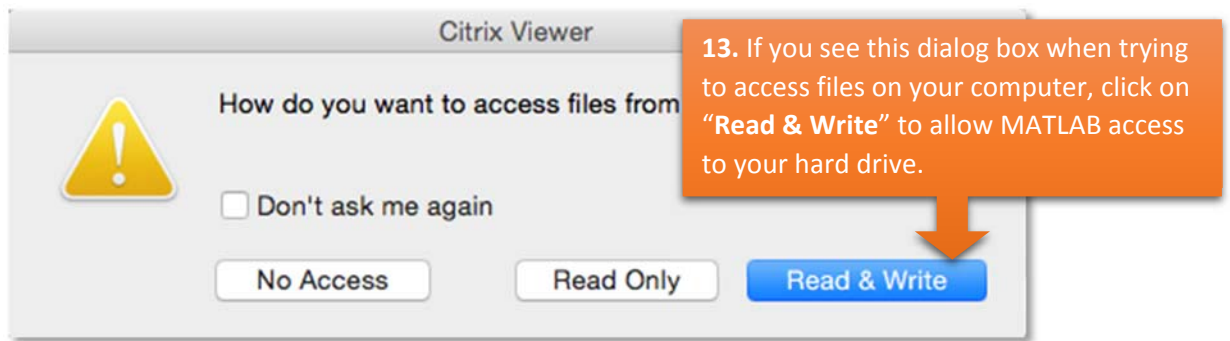 Citrix Viewer
13. If you see this dialog box when trying
to access files on your computer, click on
“Read & Write” to allow MATLAB access
to your hard drive.
How do you want to access files from
Don't ask me again
No Access
Read Only
Read & Write